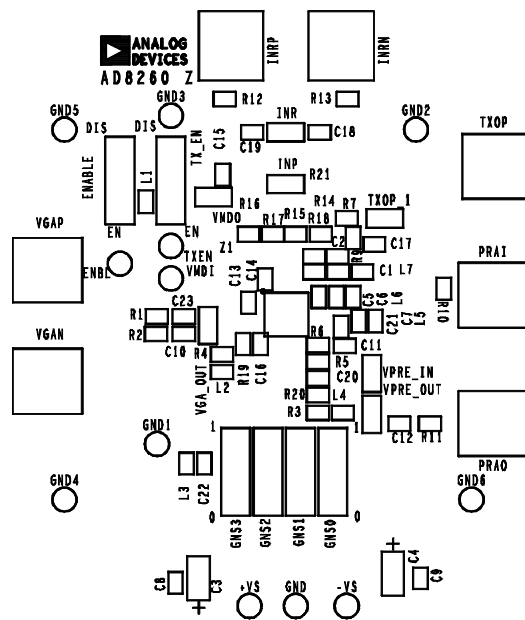 ANALOG
DEVICES
AD8260 Z
INRP
INRN
R12
R13
GND5
GND3
GND2
DIS
DIS
TX_EN
C15
C19
INR
C18
TXOP
ENABLE
L1
INP
R21
VMDO
EN
EN
R16
R17
R15
R14
R18
R7
TXOP_1
VGAP
Z1
TXEN
C2
R9
C17
ENBL
VMDI
C13
C14
C1
L7
PRAI
R10
R1
C23
C5
C6
L6
R2
C10
C21
C7
L5
VGAN
R4
R6
R5
C11
VGA_OUT
L2
R19
C16
C20
VPRE_IN
VPRE_OUT
R20
L4
R3
GND1
1
1
C12
R11
PRAO
L3
C22
GND4
GND6
0
0
GNS3
GNS2
GNS1
GNS0
C8
C3
+
+VS
GND
-VS
+
C4
C9